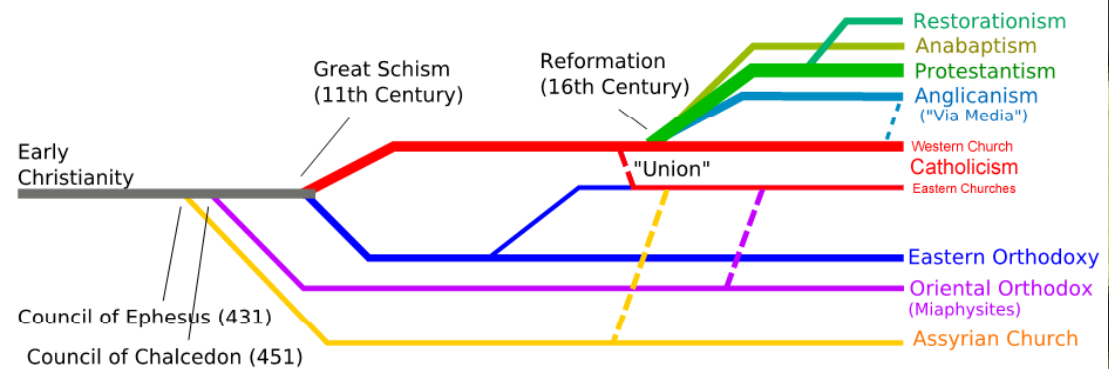 Restorationism
Anabaptism
Protestantism
Anglicanism
("Via Media")
Reformation
(16th Century)
Great Schism
(11th Century)
Early
Christianity
Western Church
"Union"
Catholicism
Eastern Churches
Eastern Orthodoxy
Oriental Orthodox
(Miaphysites)
Council of Ephesus (431)
Assyrian Church
Council of Chalcedon (451)